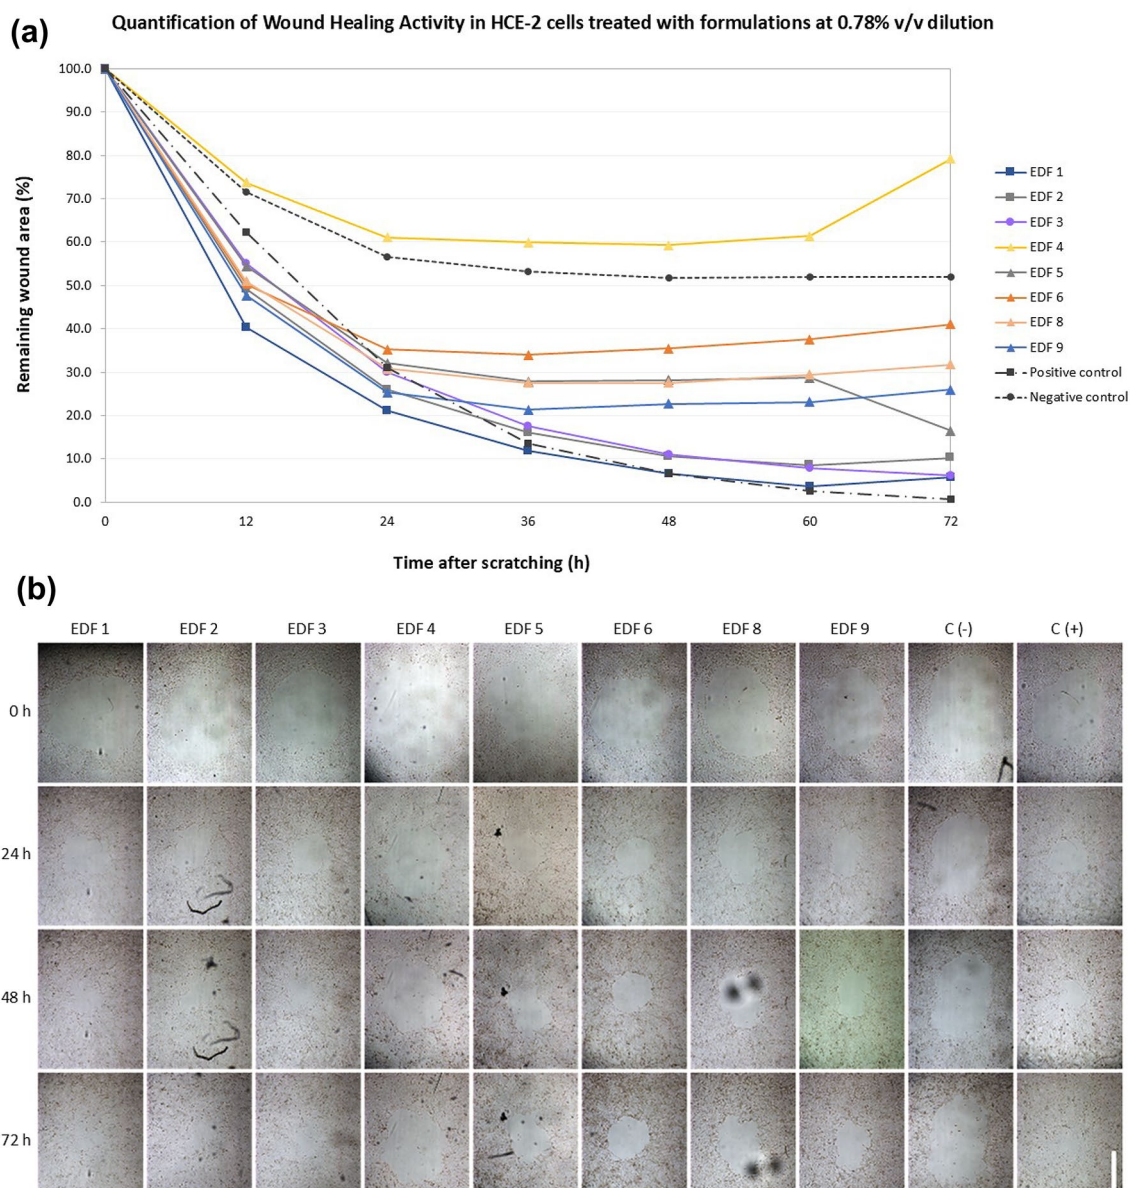 (a)
Quantification of Wound Healing Activity in HCE-2 cells treated with formulations at 0.78% v/v dilution
Remaining wound area (%)
100.0
90.0
80.0
70.0
60.0
50.0
40.0
30.0
20.0
10.0
0.0
0 12 24 36 48 60 72
Time after scratching (h)
EDF 1
EDF 2
EDF 3
EDF 4
EDF 5
EDF 6
EDF 8
EDF 9
Positive control
Negative control
(b)
EDF 1 EDF 2 EDF 3 EDF 4 EDF 5 EDF 6 EDF 8 EDF 9 C (-) C (+)
0 h
24 h
48 h
72 h